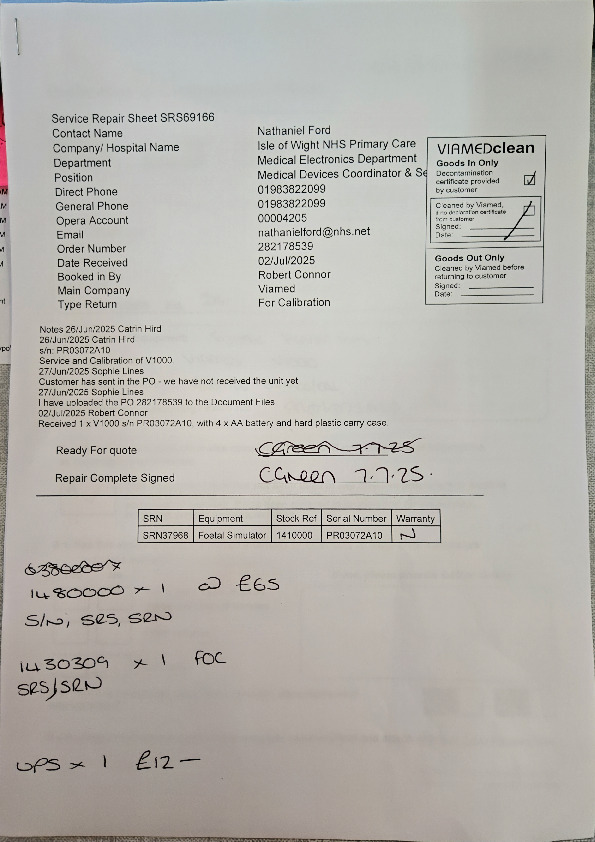 Service Repair Sheet SRS69166
Contact Name Nathaniel Ford
Company/ Hospital Name Isle of Wight NHS Primary Care
Department Medical Electronics Department
Position Medical Devices Coordinator & Se
Direct Phone 01983822099
General Phone 01983822099
Opera Account 00004205
Email nathanielford@nhs.net
Order Number 282178539
Date Received 02/Jul/2025
Booked in By Robert Connor
Main Company Viamed
Type Return For Calibration
VIAMEDclean
Goods In Only
Decontamination
certificate provided
by customer
Cleaned by Viamed,
if no declaration certificate
from customer
Signed:
Date:
Goods Out Only
Cleaned by Viamed before
returning to customer
Signed:
Date:
Notes 26/Jun/2025 Catrin Hird
26/Jun/2025 Catrin Hird
s/n: PR03072A10
Service and Calibration of V1000
27/Jun/2025 Sophie Lines
Customer has sent in the PO - we have not received the unit yet
27/Jun/2025 Sophie Lines
I have uploaded the PO 282178539 to the Document Files
02/Jul/2025 Robert Connor
Received 1 x V1000 s/n PR03072A10, with 4 x AA battery and hard plastic carry case.
Ready For quote CGreen 7.7.25
Repair Complete Signed CGreen 7.7.25.
SRN Equipment Stock Ref Serial Number Warranty
SRN37968 Foetal Simulator 1410000 PR03072A10 N
1480000 x 1 @ £65
S/N, SRS, SRN
1430309 x 1 FOC
SRS/SRN
UPS x 1 £12 —